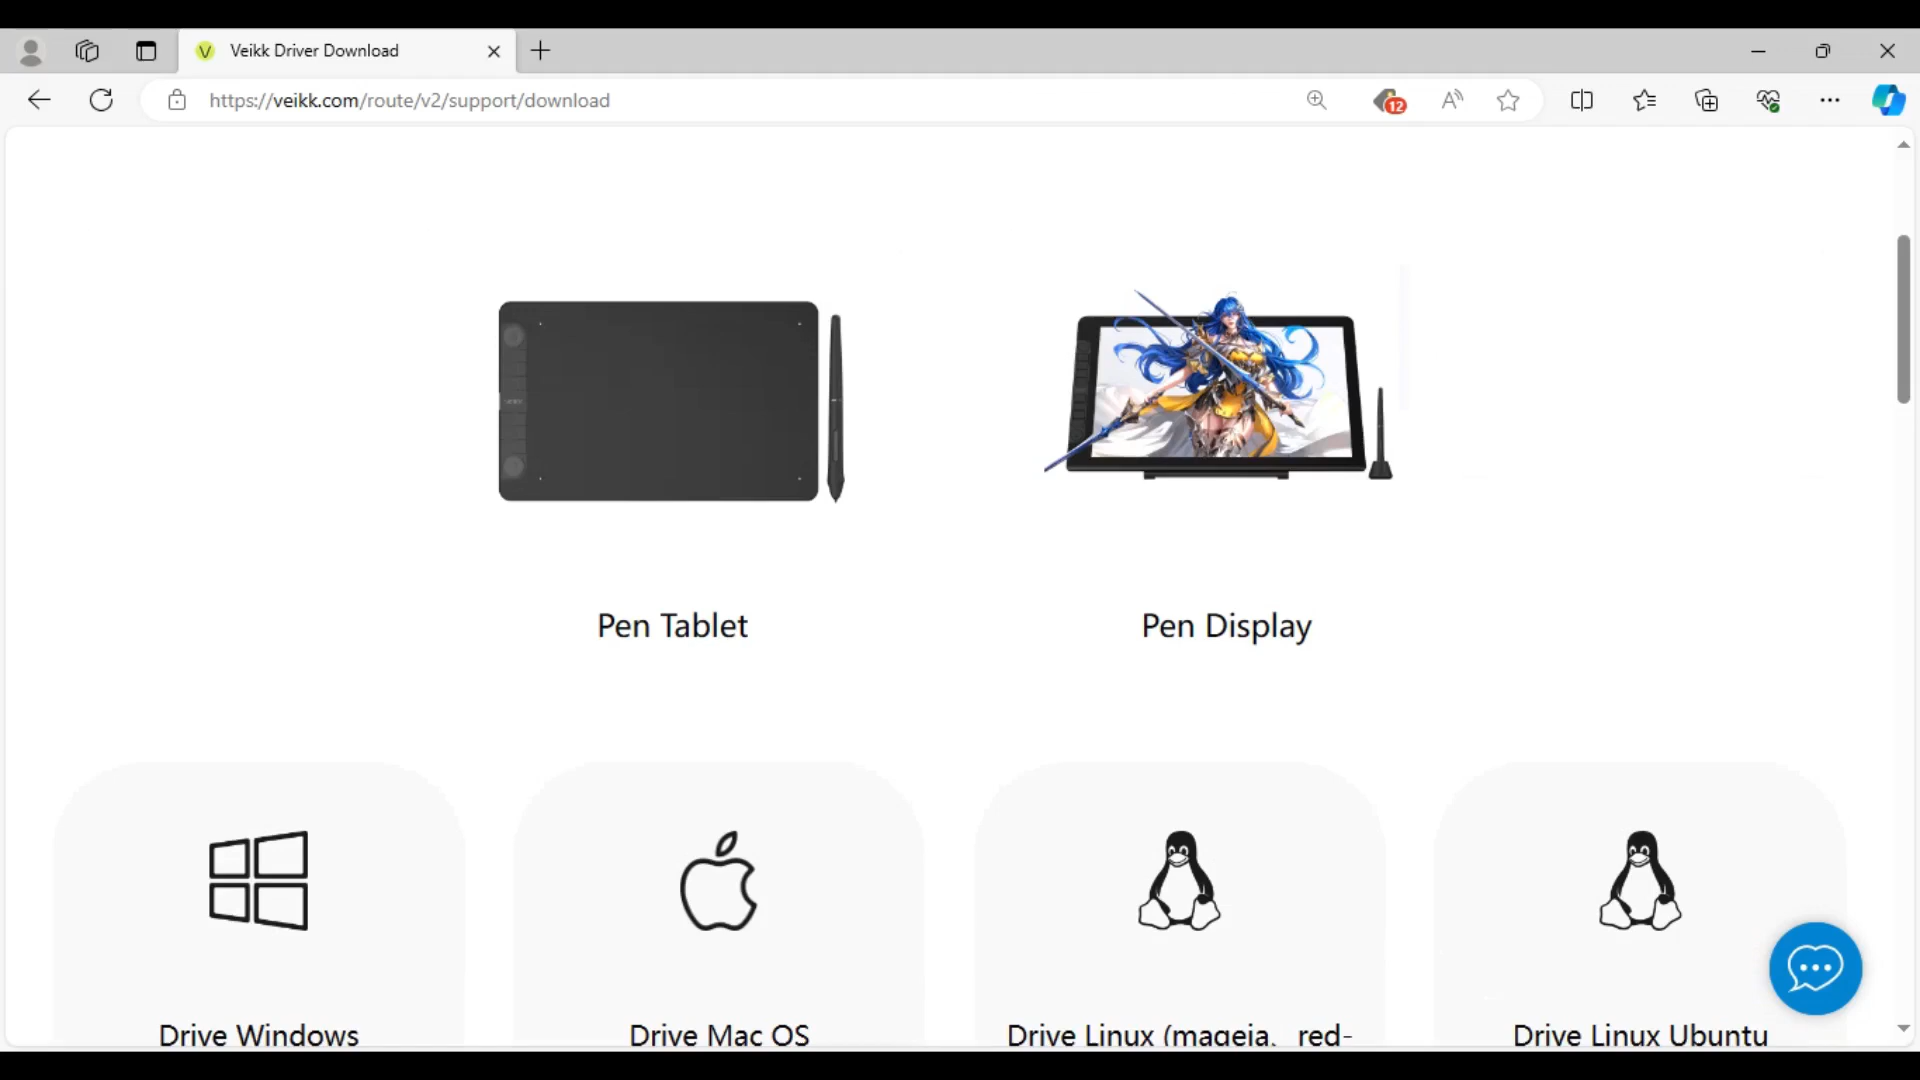 Veikk Driver Download
https://veikk.com/route/v2/support/download
12
Pen Tablet
Pen Display
Drive Windows
Drive Mac OS
Drive Linux (mageia、red-
Drive Linux Ubuntu